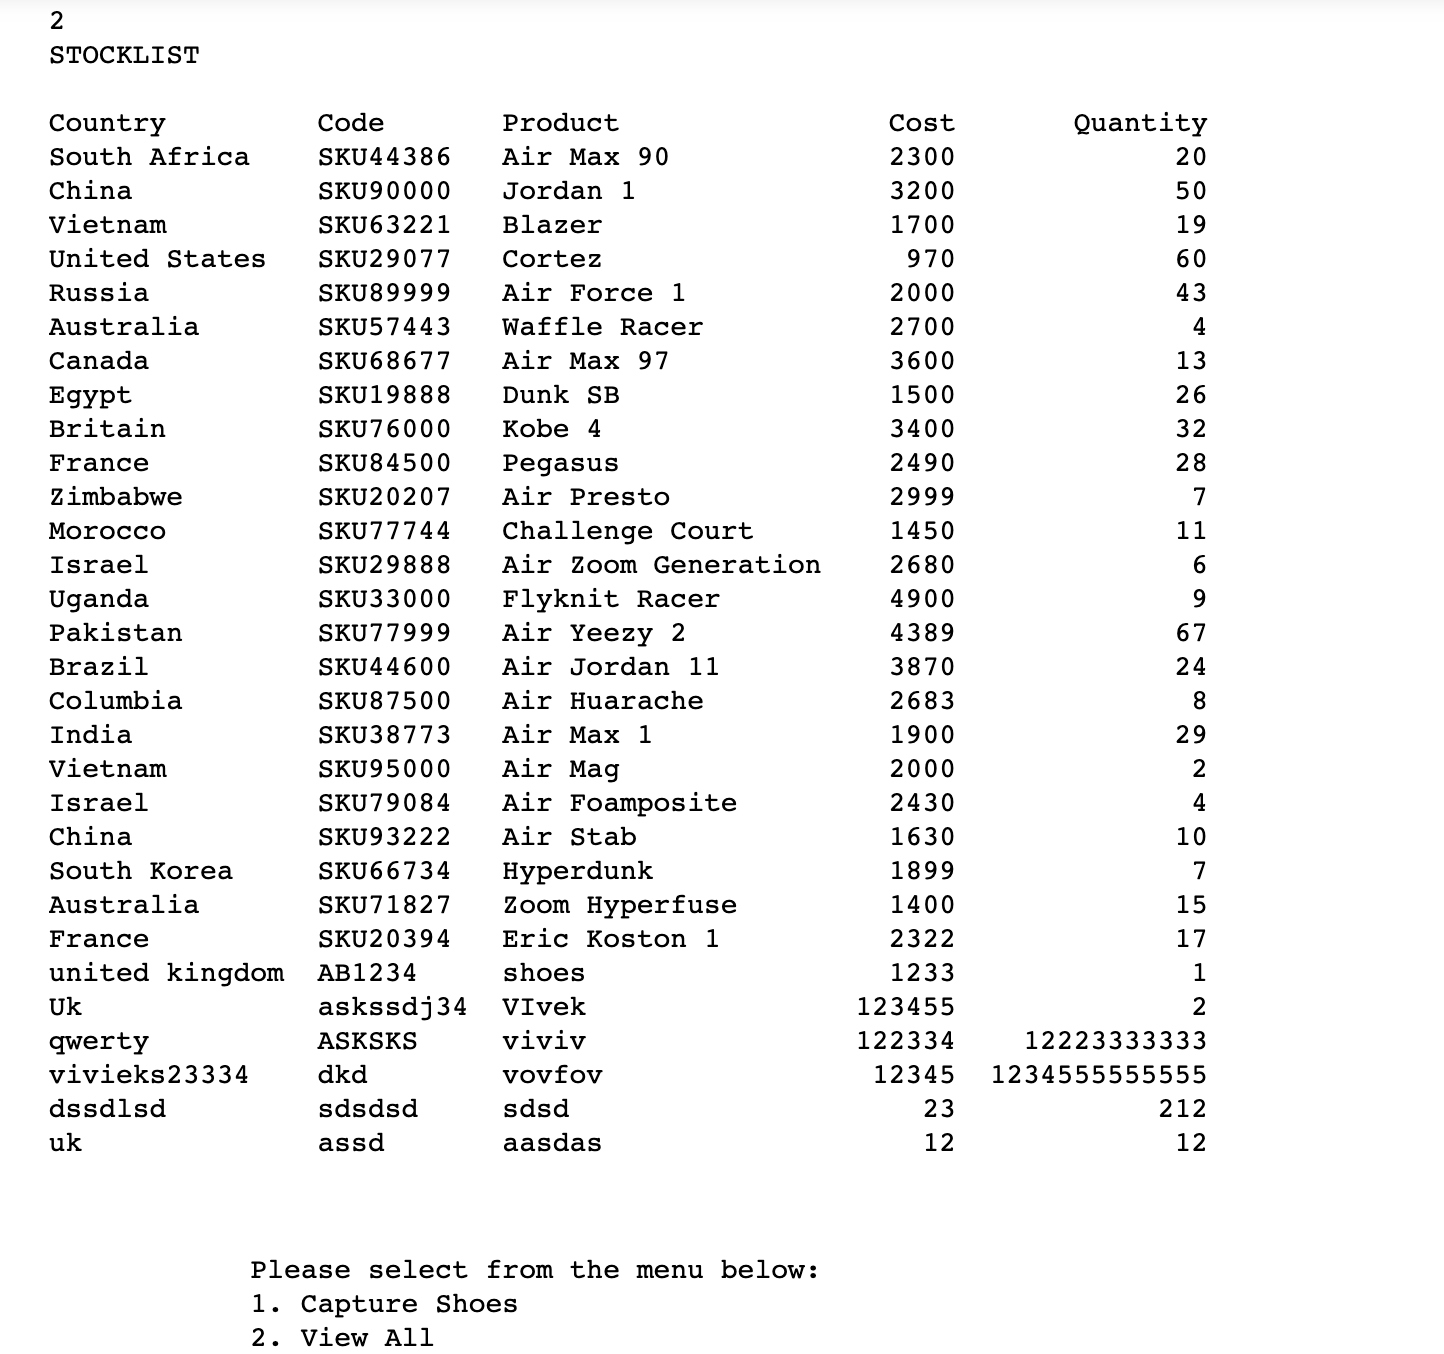 2
STOCKLIST
Country Code Product Cost Quantity
South Africa SKU44386 Air Max 90 2300 20
China SKU90000 Jordan 1 3200 50
Vietnam SKU63221 Blazer 1700 19
United States SKU29077 Cortez 970 60
Russia SKU89999 Air Force 1 2000 43
Australia SKU57443 Waffle Racer 2700 4
Canada SKU68677 Air Max 97 3600 13
Egypt SKU19888 Dunk SB 1500 26
Britain SKU76000 Kobe 4 3400 32
France SKU84500 Pegasus 2490 28
Zimbabwe SKU20207 Air Presto 2999 7
Morocco SKU77744 Challenge Court 1450 11
Israel SKU29888 Air Zoom Generation 2680 6
Uganda SKU33000 Flyknit Racer 4900 9
Pakistan SKU77999 Air Yeezy 2 4389 67
Brazil SKU44600 Air Jordan 11 3870 24
Columbia SKU87500 Air Huarache 2683 8
India SKU38773 Air Max 1 1900 29
Vietnam SKU95000 Air Mag 2000 2
Israel SKU79084 Air Foamposite 2430 4
China SKU93222 Air Stab 1630 10
South Korea SKU66734 Hyperdunk 1899 7
Australia SKU71827 Zoom Hyperfuse 1400 15
France SKU20394 Eric Koston 1 2322 17
united kingdom AB1234 shoes 1233 1
Uk askssdj34 VIvek 123455 2
qwerty ASKSKS viviv 122334 12223333333
vivieks23334 dkd vovfov 12345 1234555555555
dssdlsd sdsdsd sdsd 23 212
uk assd aasdas 12 12
Please select from the menu below:
1. Capture Shoes
2. View All